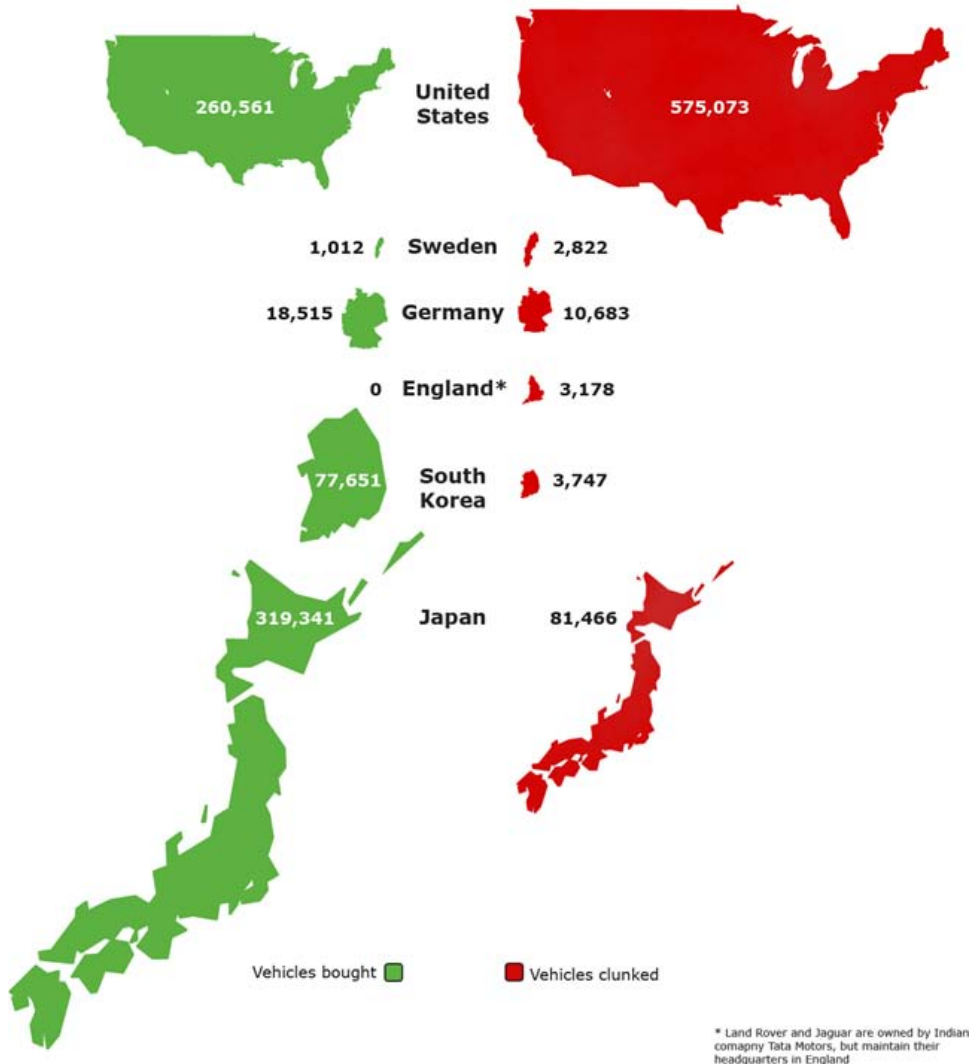 260,561
United
States
575,073
1,012
Sweden
2,822
18,515
Germany
10,683
0
England*
3,178
77,651
South
Korea
3,747
319,341
Japan
81,466
Vehicles bought
Vehicles clunked
* Land Rover and Jaguar are owned by Indian
comapny Tata Motors, but maintain their
headquarters in England